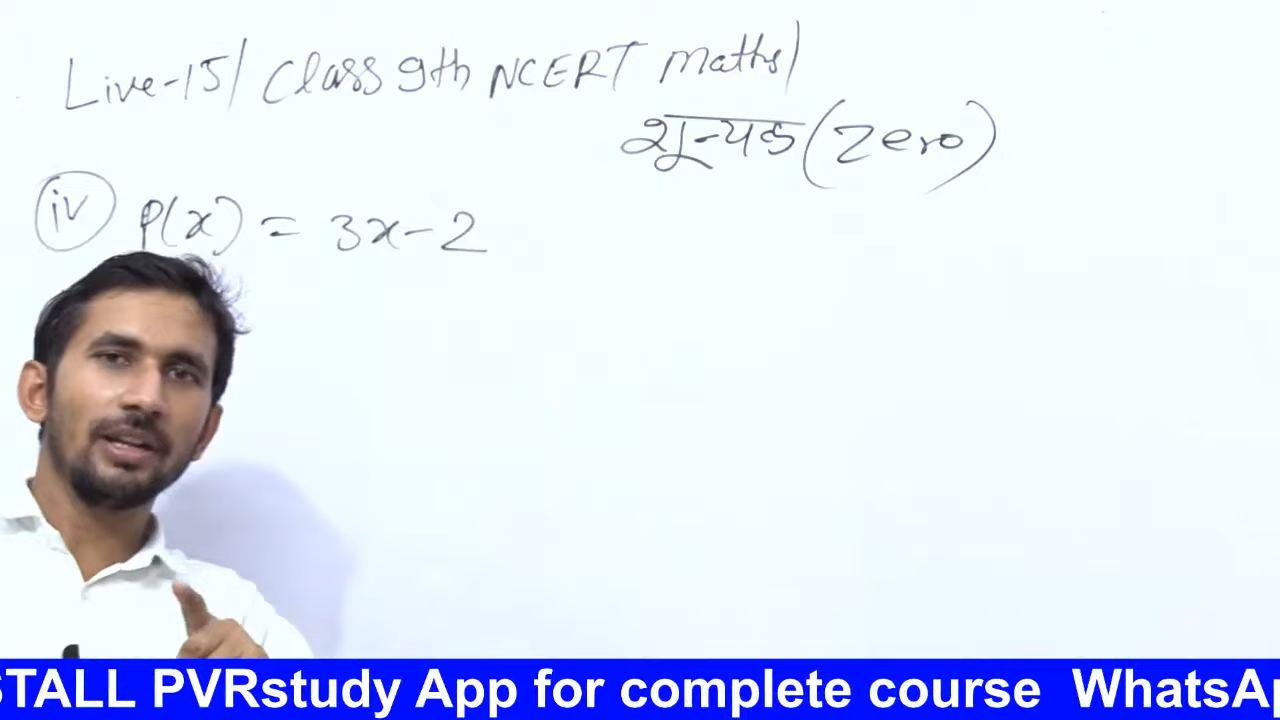 Live-15/ Class 9th NCERT Maths/
शून्यक (Zero)
iv p(x) = 3x-2
STALL PVRstudy App for complete course WhatsAp